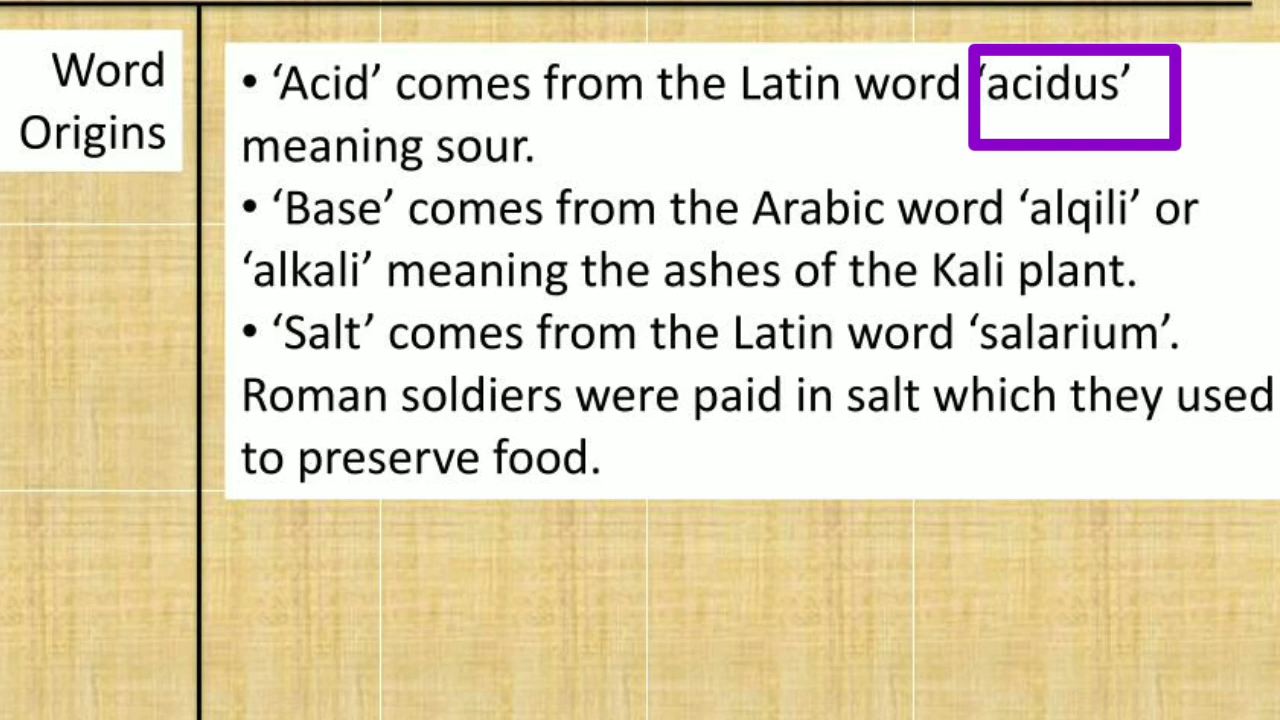 Word
Origins
• ‘Acid’ comes from the Latin word ‘acidus’
meaning sour.
• ‘Base’ comes from the Arabic word ‘alqili’ or
‘alkali’ meaning the ashes of the Kali plant.
• ‘Salt’ comes from the Latin word ‘salarium’.
Roman soldiers were paid in salt which they used
to preserve food.